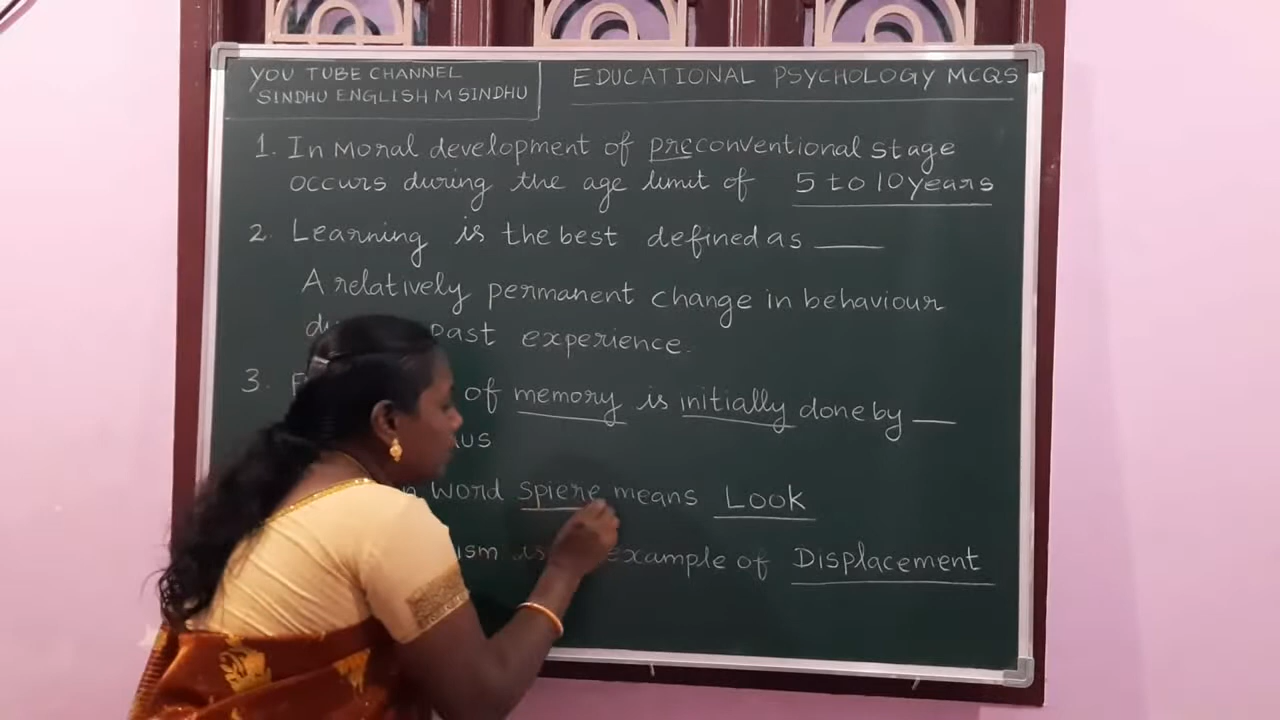 YOU TUBE CHANNEL
SINDHU ENGLISH M SINDHU
EDUCATIONAL PSYCHOLOGY MCQS
1. In Moral development of preconventional stage
occurs during the age limit of 5 to 10 years
2. Learning is the best defined as ____
A relatively permanent change in behaviour
past experience.
3. of memory is initially done by __
word spiere means Look
example of Displacement